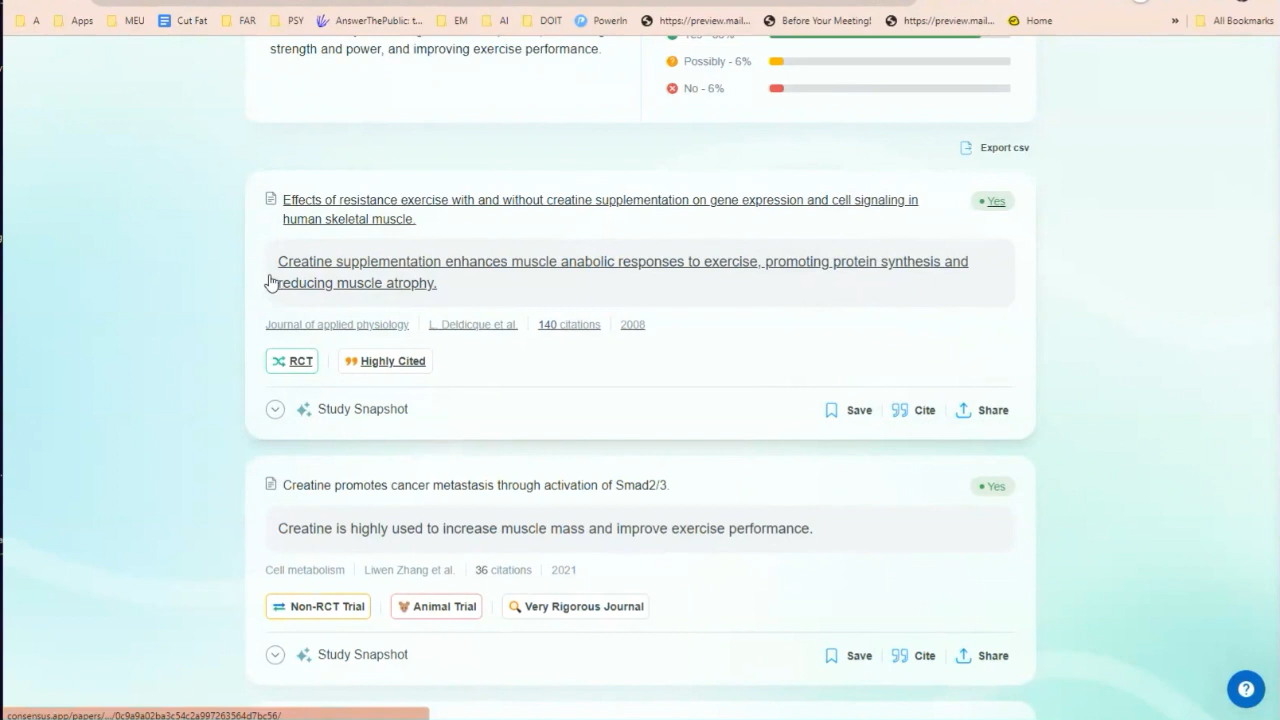 A Apps MEU Cut Fat FAR PSY AnswerThePublic: t... EM AI DOIT PowerIn https://preview.mail... Before Your Meeting! https://preview.mail... Home » All Bookmarks
strength and power, and improving exercise performance.
Possibly - 6%
No - 6%
Export csv
Effects of resistance exercise with and without creatine supplementation on gene expression and cell signaling in
human skeletal muscle.
Yes
Creatine supplementation enhances muscle anabolic responses to exercise, promoting protein synthesis and
reducing muscle atrophy.
Journal of applied physiology L. Deldicque et al. 140 citations 2008
RCT Highly Cited
Study Snapshot Save Cite Share
Creatine promotes cancer metastasis through activation of Smad2/3. Yes
Creatine is highly used to increase muscle mass and improve exercise performance.
Cell metabolism Liwen Zhang et al. 36 citations 2021
Non-RCT Trial Animal Trial Very Rigorous Journal
Study Snapshot Save Cite Share
consensus.app/papers/.../0c9a9a02ba3c54c2a997263564d7bc56/